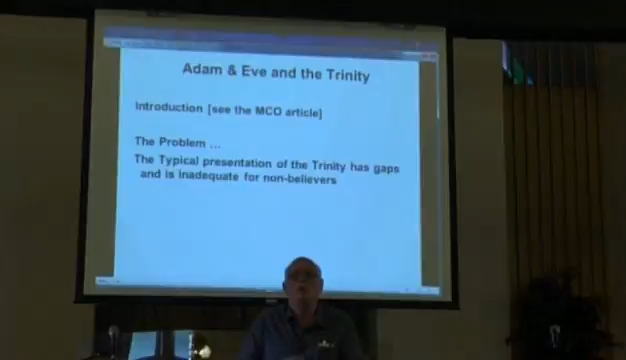 Adam & Eve and the Trinity
Introduction [see the MCO article]
The Problem ...
The Typical presentation of the Trinity has gaps
and is inadequate for non-believers